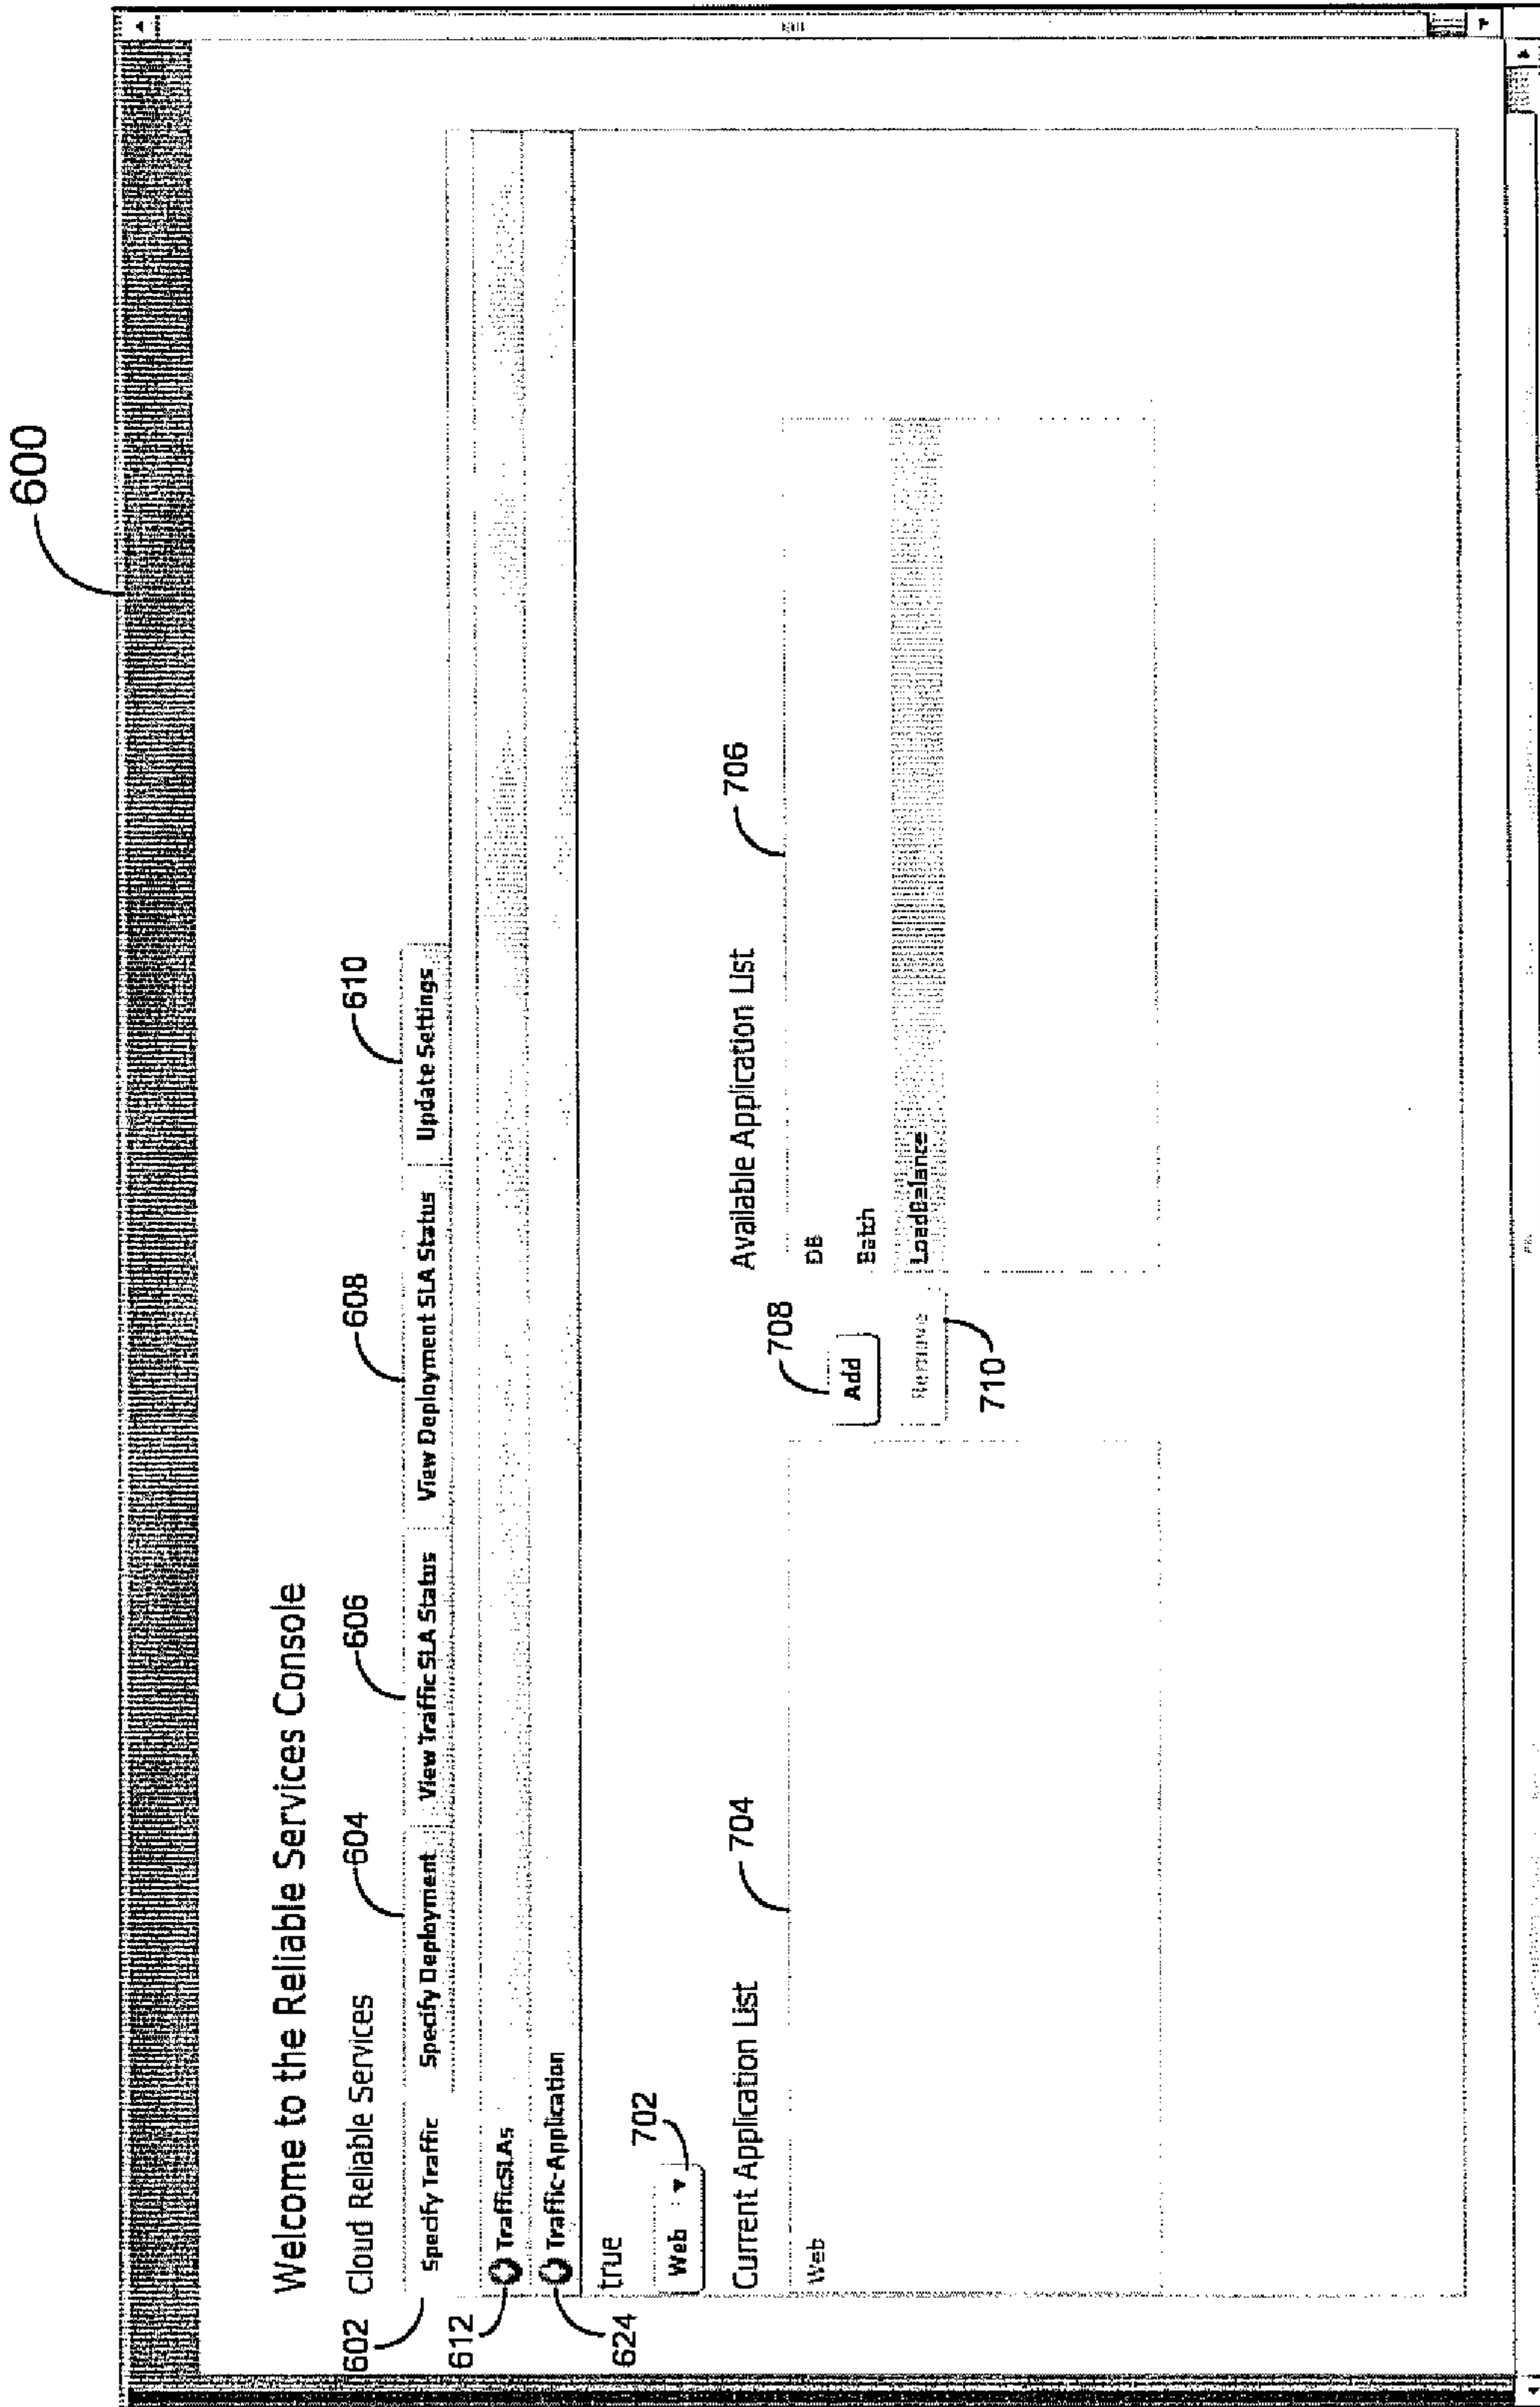 600
Welcome to the Reliable Services Console
Cloud Reliable Services
602 604 606 608 610
Specify Traffic Specify Deployment View Traffic SLA Status View Deployment SLA Status Update Settings
612 TrafficSLAs
624 Traffic-Application
true
Web 702
Current Application List 704
Available Application List 706
Web
708
Add
Remove
710
DB
Batch
LoadBalance